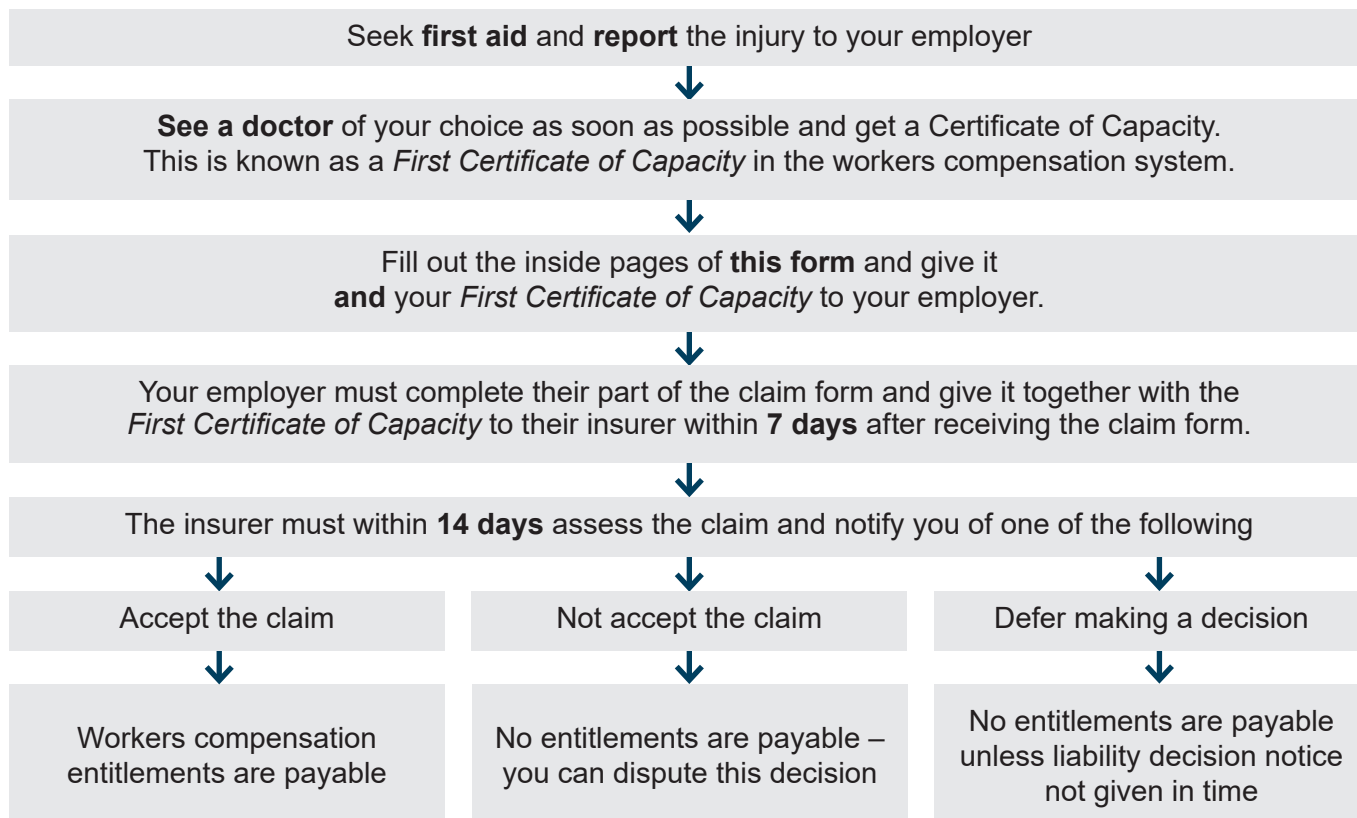 Seek first aid and report the injury to your employer
See a doctor of your choice as soon as possible and get a Certificate of Capacity.
This is known as a First Certificate of Capacity in the workers compensation system.
Fill out the inside pages of this form and give it
and your First Certificate of Capacity to your employer.
Your employer must complete their part of the claim form and give it together with the
First Certificate of Capacity to their insurer within 7 days after receiving the claim form.
The insurer must within 14 days assess the claim and notify you of one of the following
Accept the claim
Not accept the claim
Defer making a decision
Workers compensation
entitlements are payable
No entitlements are payable –
you can dispute this decision
No entitlements are payable
unless liability decision notice
not given in time